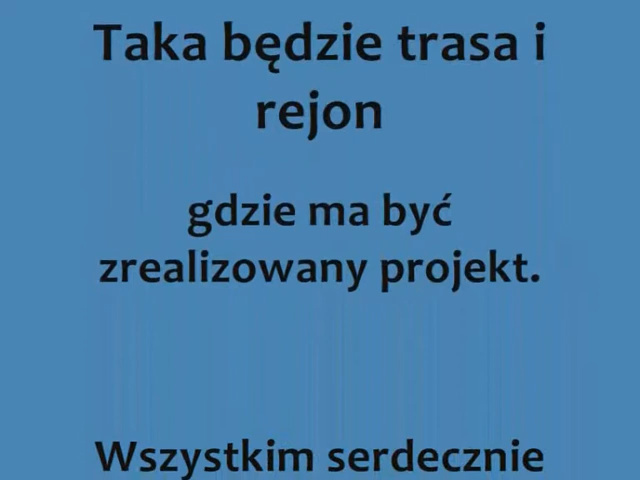 Taka będzie trasa i
rejon
gdzie ma być
zrealizowany projekt.
Wszystkim serdecznie